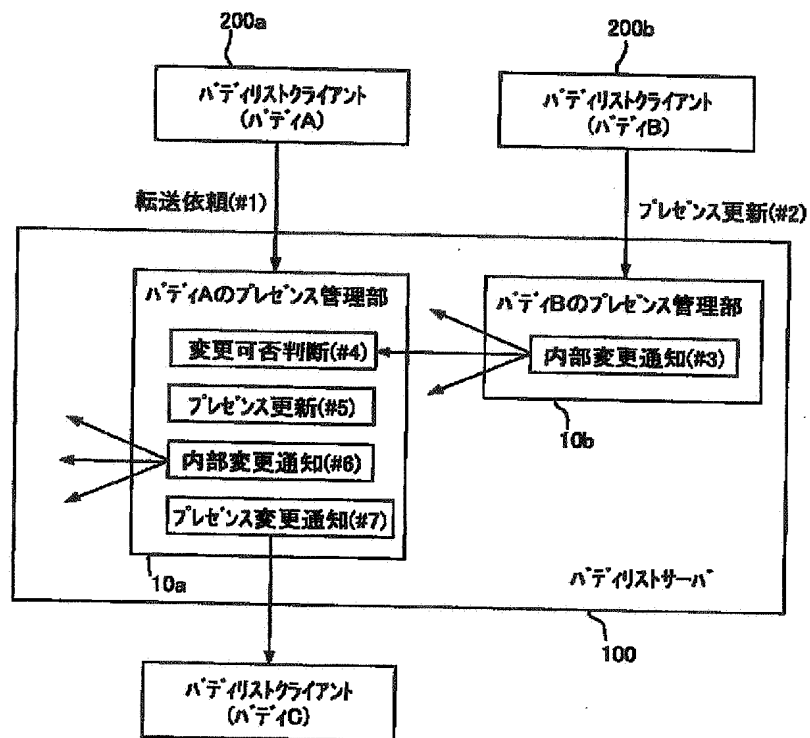 200a
200b
ﾊﾞﾃﾞｨﾘｽﾄｸﾗｲｱﾝﾄ
(ﾊﾞﾃﾞｨA)
ﾊﾞﾃﾞｨﾘｽﾄｸﾗｲｱﾝﾄ
(ﾊﾞﾃﾞｨB)
転送依頼(#1)
ﾌﾟﾚｾﾞﾝｽ更新(#2)
ﾊﾞﾃﾞｨAのﾌﾟﾚｾﾞﾝｽ管理部
ﾊﾞﾃﾞｨBのﾌﾟﾚｾﾞﾝｽ管理部
変更可否判断(#4)
内部変更通知(#3)
ﾌﾟﾚｾﾞﾝｽ更新(#5)
10b
内部変更通知(#6)
ﾌﾟﾚｾﾞﾝｽ変更通知(#7)
10a
ﾊﾞﾃﾞｨﾘｽﾄｻｰﾊﾞ
100
ﾊﾞﾃﾞｨﾘｽﾄｸﾗｲｱﾝﾄ
(ﾊﾞﾃﾞｨC)